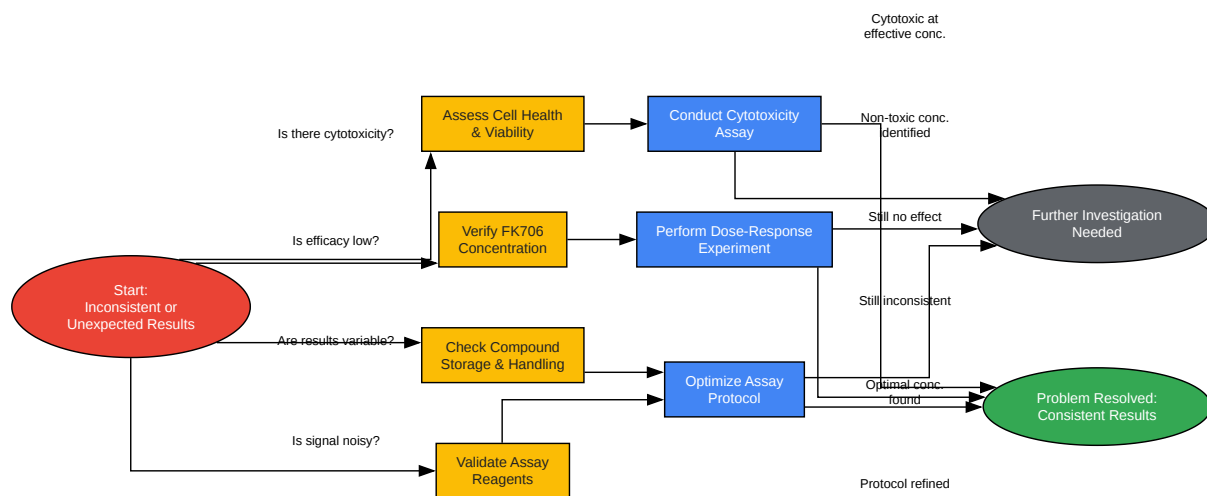 Cytotoxic at
effective conc.
Assess Cell Health
& Viability
Conduct Cytotoxicity
Assay
Is there cytotoxicity?
Non-toxic conc.
identified
Verify FK706
Concentration
Perform Dose-Response
Experiment
Still no effect
Further Investigation
Needed
Is efficacy low?
Start:
Inconsistent or
Unexpected Results
Still inconsistent
Are results variable?
Check Compound
Storage & Handling
Optimize Assay
Protocol
Optimal conc.
found
Problem Resolved:
Consistent Results
Is signal noisy?
Validate Assay
Reagents
Protocol refined